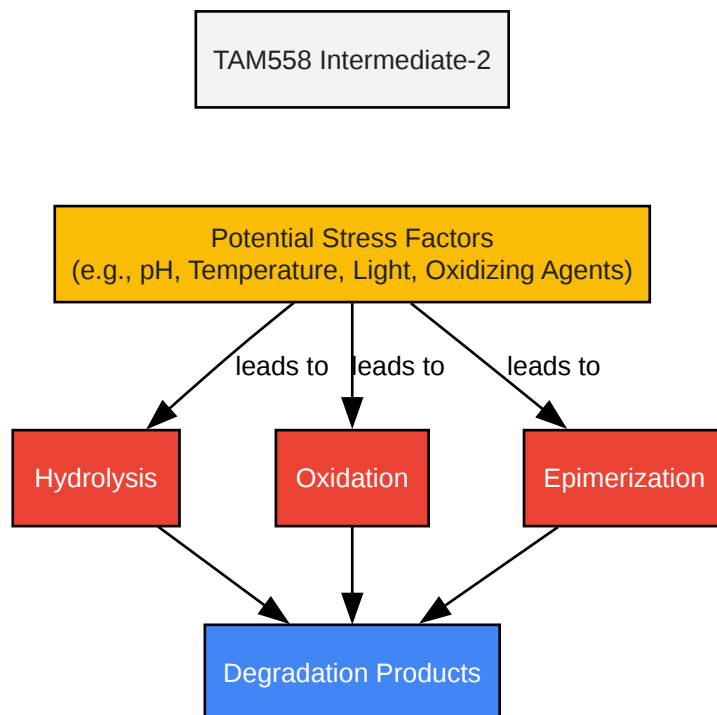 TAM558 Intermediate-2
Potential Stress Factors
(e.g., pH, Temperature, Light, Oxidizing Agents)
leads to
leads to
leads to
Hydrolysis
Oxidation
Epimerization
Degradation Products